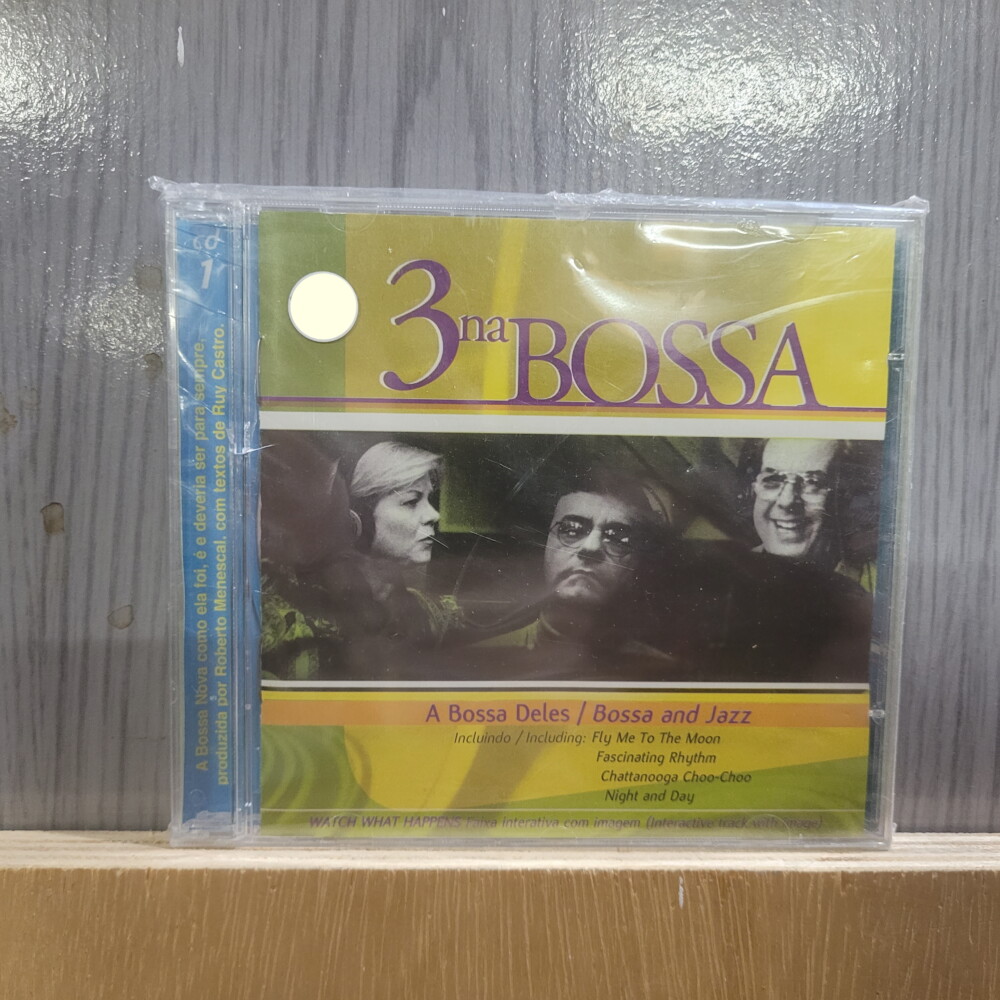 CD
1
A Bossa Nova como ela foi, é e deveria ser para sempre,
produzida por Roberto Menescal, com textos de Ruy Castro.
3 na BOSSA
A Bossa Deles / Bossa and Jazz
Incluindo / Including: Fly Me To The Moon
Fascinating Rhythm
Chattanooga Choo-Choo
Night and Day
WATCH WHAT HAPPENS Faixa interativa com imagem (Interactive track with image)